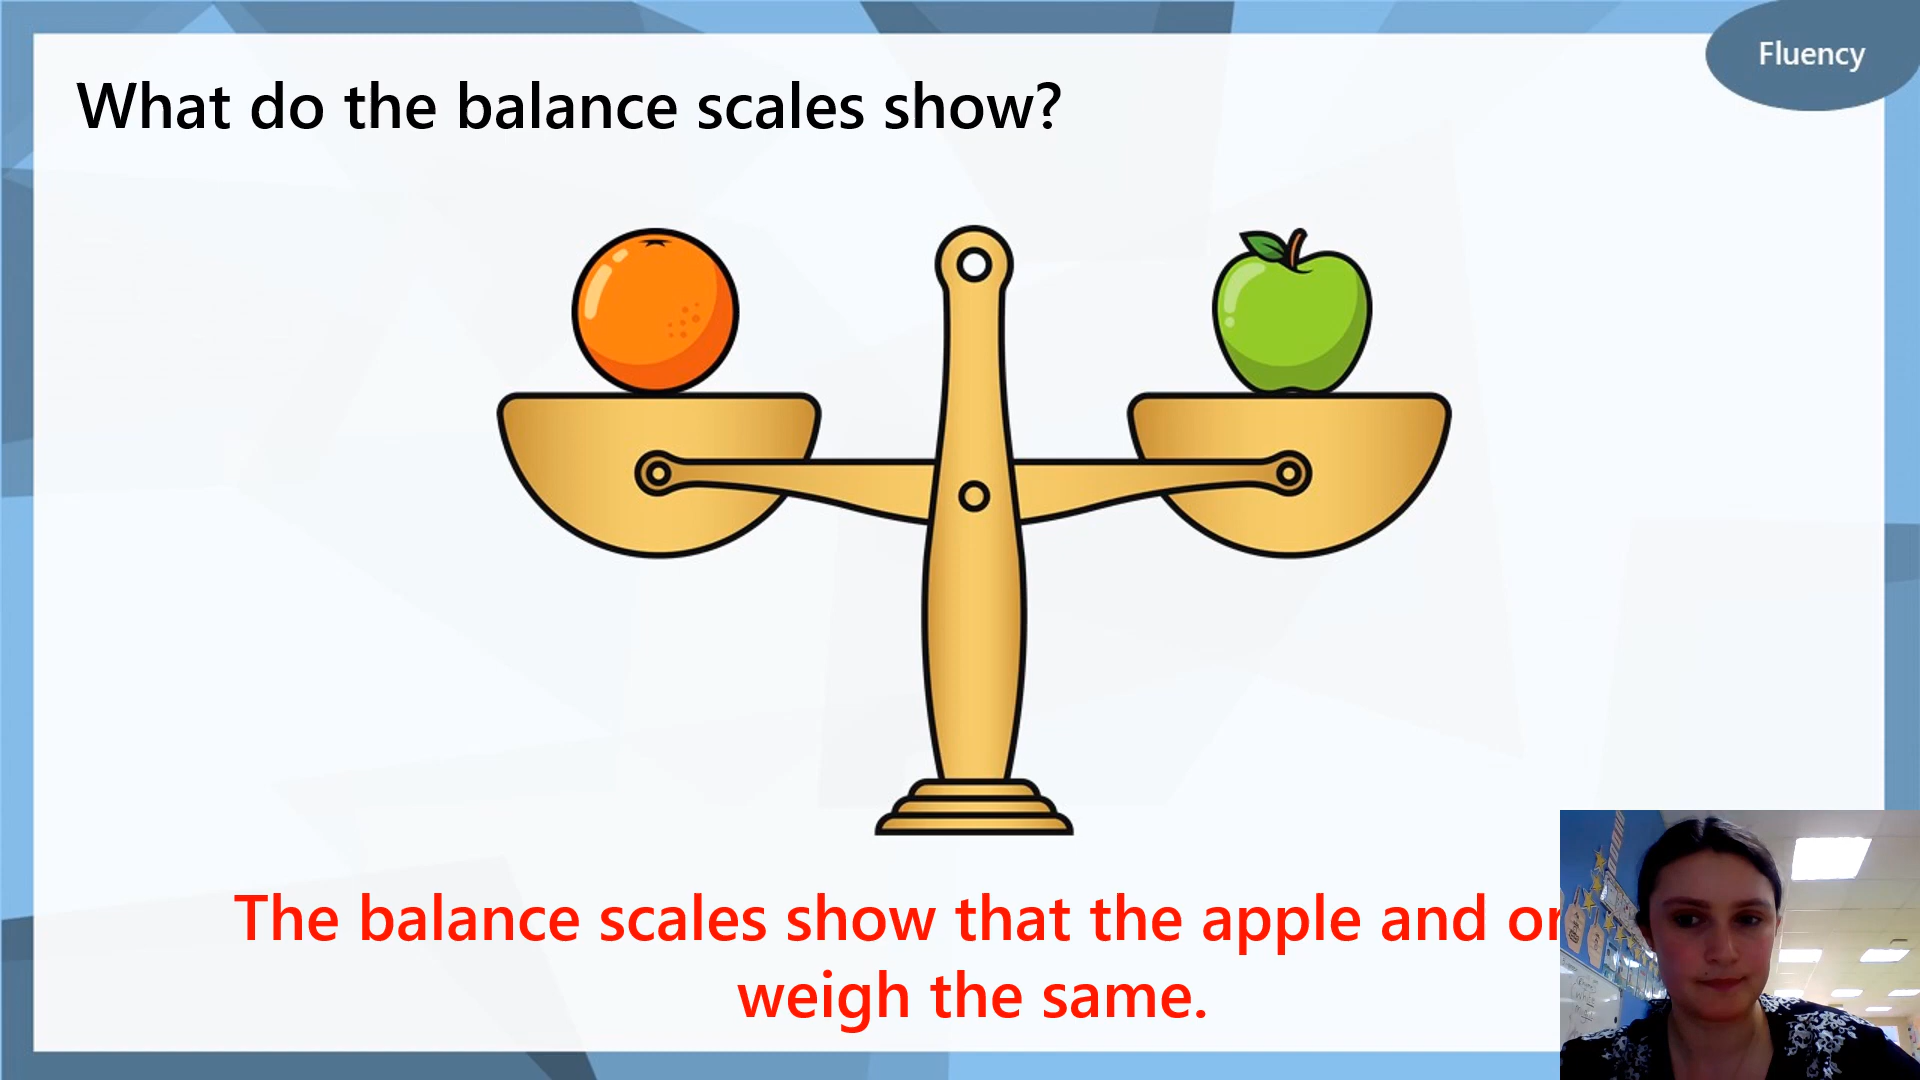 Fluency
What do the balance scales show?
The balance scales show that the apple and or
weigh the same.